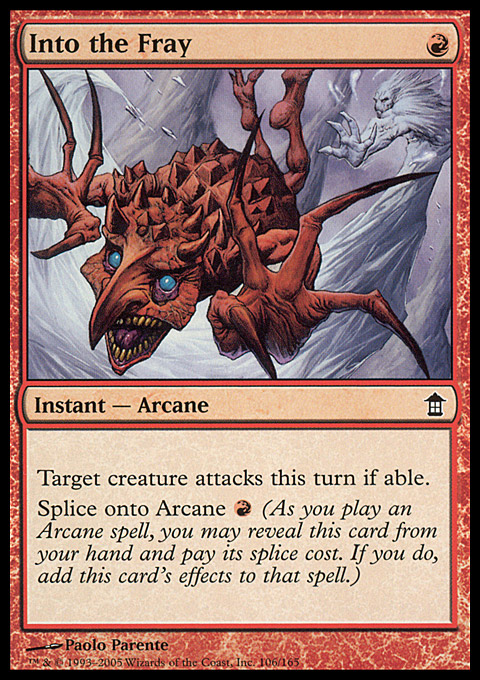 Into the Fray
Instant — Arcane
Target creature attacks this turn if able.
Splice onto Arcane (As you play an
Arcane spell, you may reveal this card from
your hand and pay its splice cost. If you do,
add this card's effects to that spell.)
Paolo Parente
™ & © 1993–2005 Wizards of the Coast, Inc. 106/165